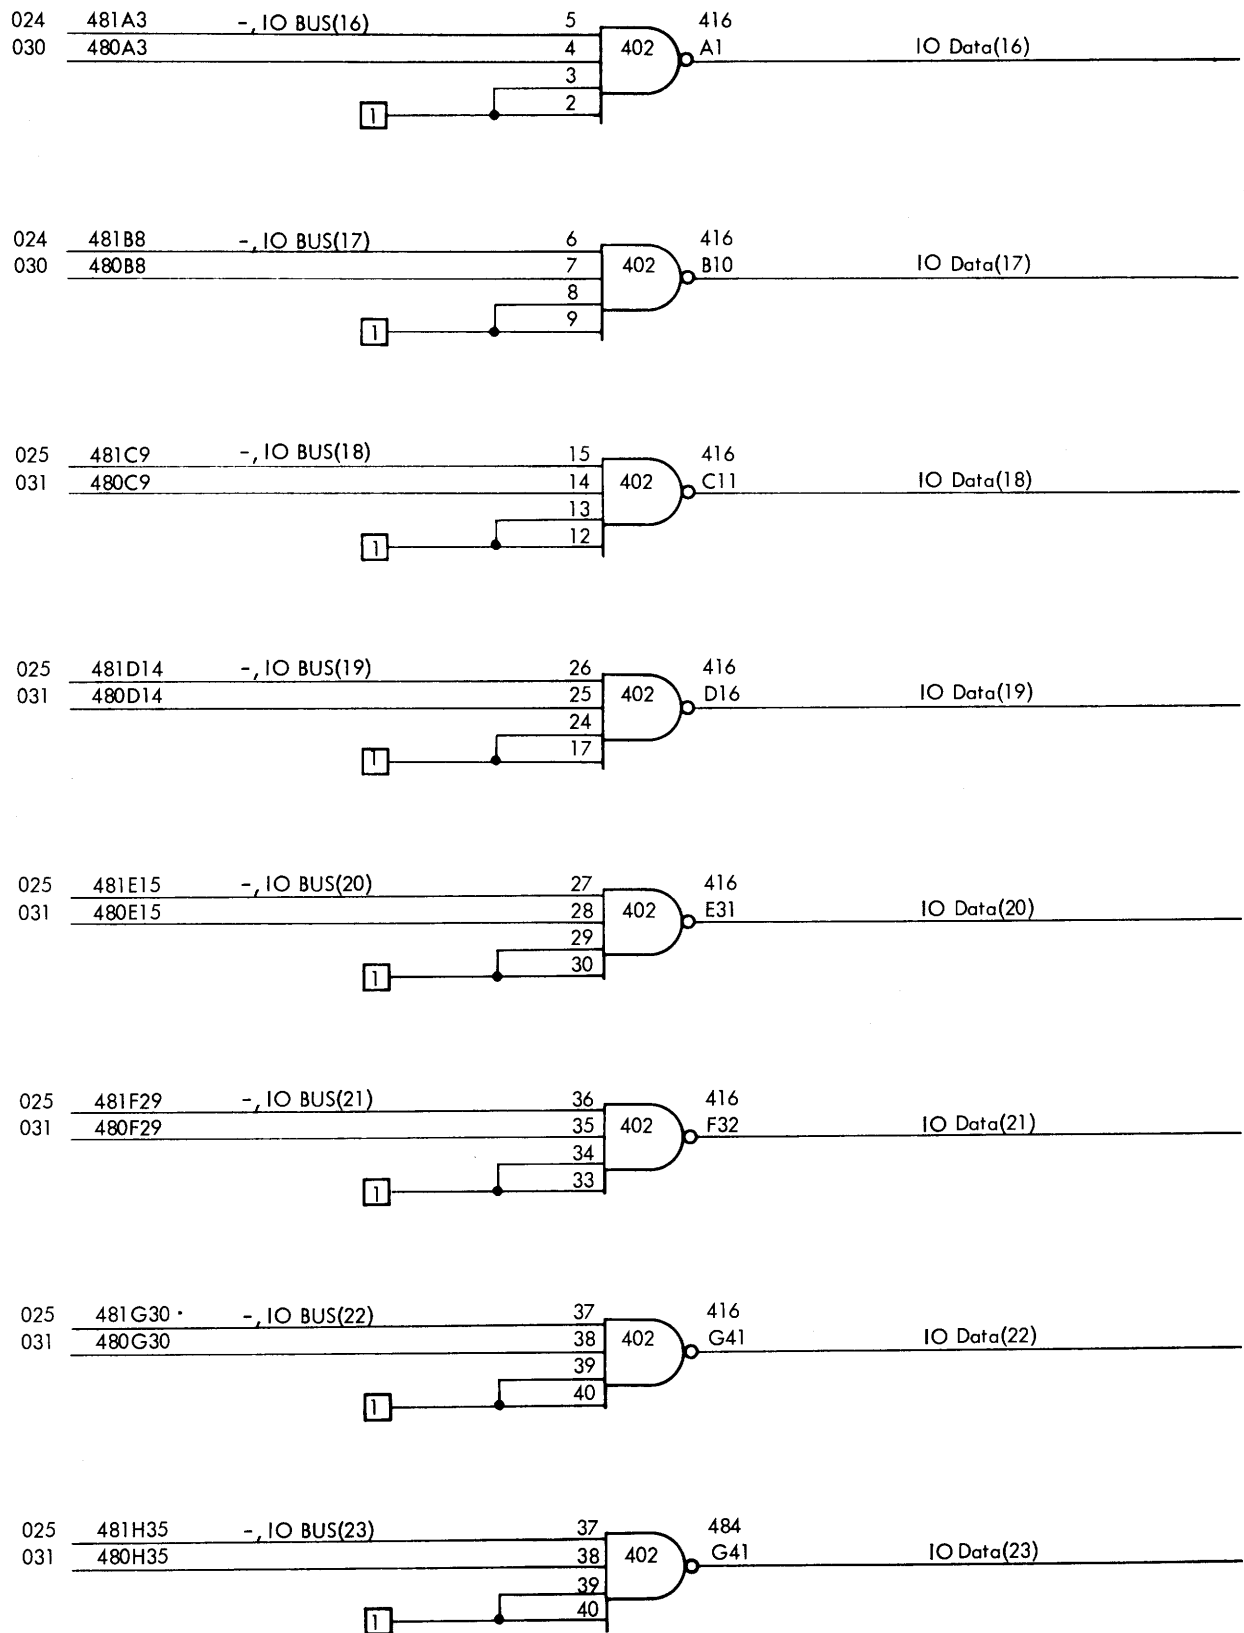 024 481A3 -, IO BUS(16) 5 416
030 480A3 4 402 A1 IO Data(16)
3
1 2
024 481B8 -, IO BUS(17) 6 416
030 480B8 7 402 B10 IO Data(17)
8
1 9
025 481C9 -, IO BUS(18) 15 416
031 480C9 14 402 C11 IO Data(18)
13
1 12
025 481D14 -, IO BUS(19) 26 416
031 480D14 25 402 D16 IO Data(19)
24
1 17
025 481E15 -, IO BUS(20) 27 416
031 480E15 28 402 E31 IO Data(20)
29
1 30
025 481F29 -, IO BUS(21) 36 416
031 480F29 35 402 F32 IO Data(21)
34
1 33
025 481G30 -, IO BUS(22) 37 416
031 480G30 38 402 G41 IO Data(22)
39
1 40
025 481H35 -, IO BUS(23) 37 484
031 480H35 38 402 G41 IO Data(23)
39
1 40